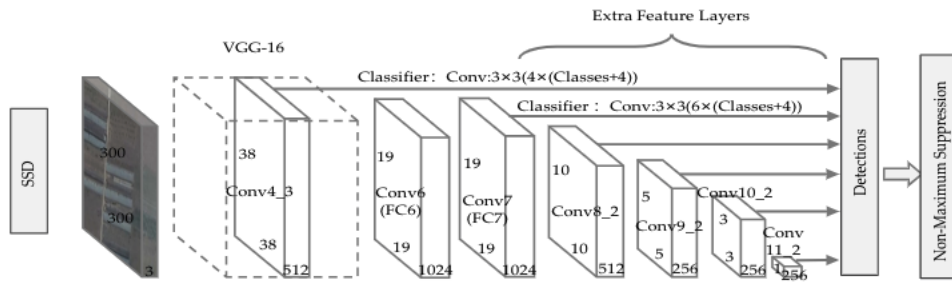 Extra Feature Layers
VGG-16
Classifier：Conv:3×3(4×(Classes+4))
Classifier：Conv:3×3(6×(Classes+4))
SSD
300
300
3
38
Conv4_3
38
512
19
Conv6
(FC6)
19
1024
19
Conv7
(FC7)
19
1024
10
Conv8_2
10
512
5
Conv9_2
5
256
Conv10_2
3
3
256
Conv
11_2
1
256
Detections
Non-Maximum Suppression